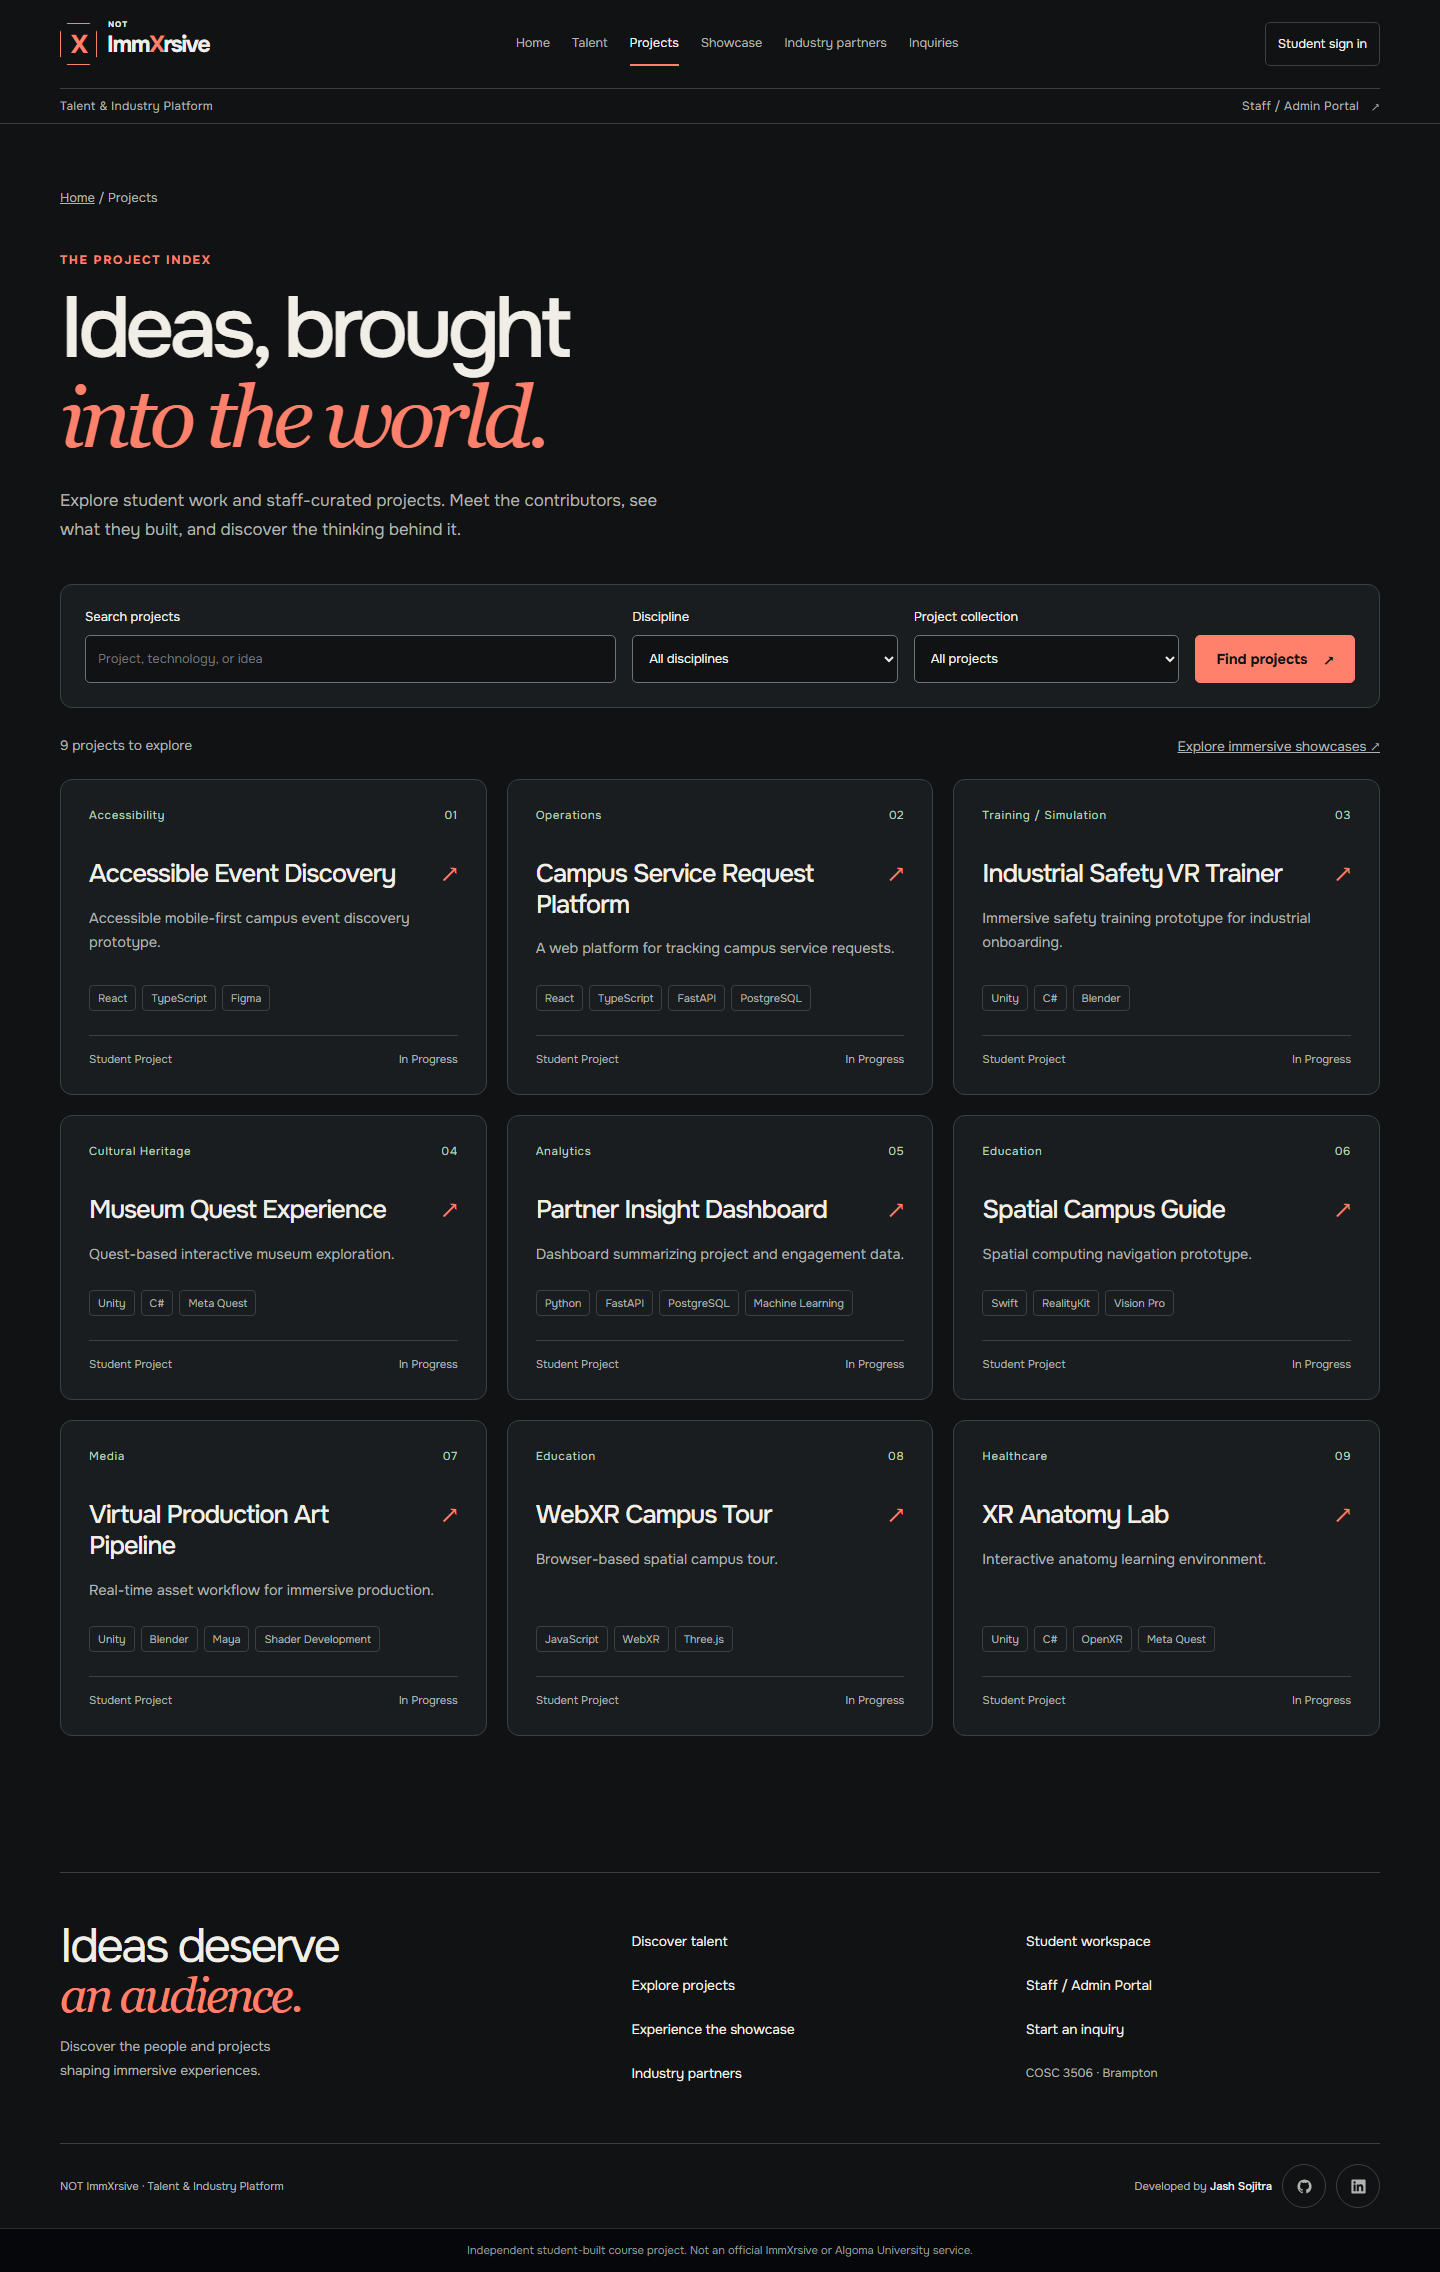 NOT
X ImmXrsive
Home Talent Projects Showcase Industry partners Inquiries
Student sign in
Talent & Industry Platform
Staff / Admin Portal ↗
Home / Projects
THE PROJECT INDEX
Ideas, brought
into the world.
Explore student work and staff-curated projects. Meet the contributors, see
what they built, and discover the thinking behind it.
Search projects
Project, technology, or idea
Discipline
All disciplines
Project collection
All projects
Find projects ↗
9 projects to explore
Explore immersive showcases ↗
Accessibility 01
Accessible Event Discovery ↗
Accessible mobile-first campus event discovery
prototype.
React TypeScript Figma
Student Project In Progress
Operations 02
Campus Service Request ↗
Platform
A web platform for tracking campus service requests.
React TypeScript FastAPI PostgreSQL
Student Project In Progress
Training / Simulation 03
Industrial Safety VR Trainer ↗
Immersive safety training prototype for industrial
onboarding.
Unity C# Blender
Student Project In Progress
Cultural Heritage 04
Museum Quest Experience ↗
Quest-based interactive museum exploration.
Unity C# Meta Quest
Student Project In Progress
Analytics 05
Partner Insight Dashboard ↗
Dashboard summarizing project and engagement data.
Python FastAPI PostgreSQL Machine Learning
Student Project In Progress
Education 06
Spatial Campus Guide ↗
Spatial computing navigation prototype.
Swift RealityKit Vision Pro
Student Project In Progress
Media 07
Virtual Production Art ↗
Pipeline
Real-time asset workflow for immersive production.
Unity Blender Maya Shader Development
Student Project In Progress
Education 08
WebXR Campus Tour ↗
Browser-based spatial campus tour.
JavaScript WebXR Three.js
Student Project In Progress
Healthcare 09
XR Anatomy Lab ↗
Interactive anatomy learning environment.
Unity C# OpenXR Meta Quest
Student Project In Progress
Ideas deserve
an audience.
Discover the people and projects
shaping immersive experiences.
Discover talent
Explore projects
Experience the showcase
Industry partners
Student workspace
Staff / Admin Portal
Start an inquiry
COSC 3506 · Brampton
NOT ImmXrsive · Talent & Industry Platform
Developed by Jash Sojitra
in
Independent student-built course project. Not an official ImmXrsive or Algoma University service.